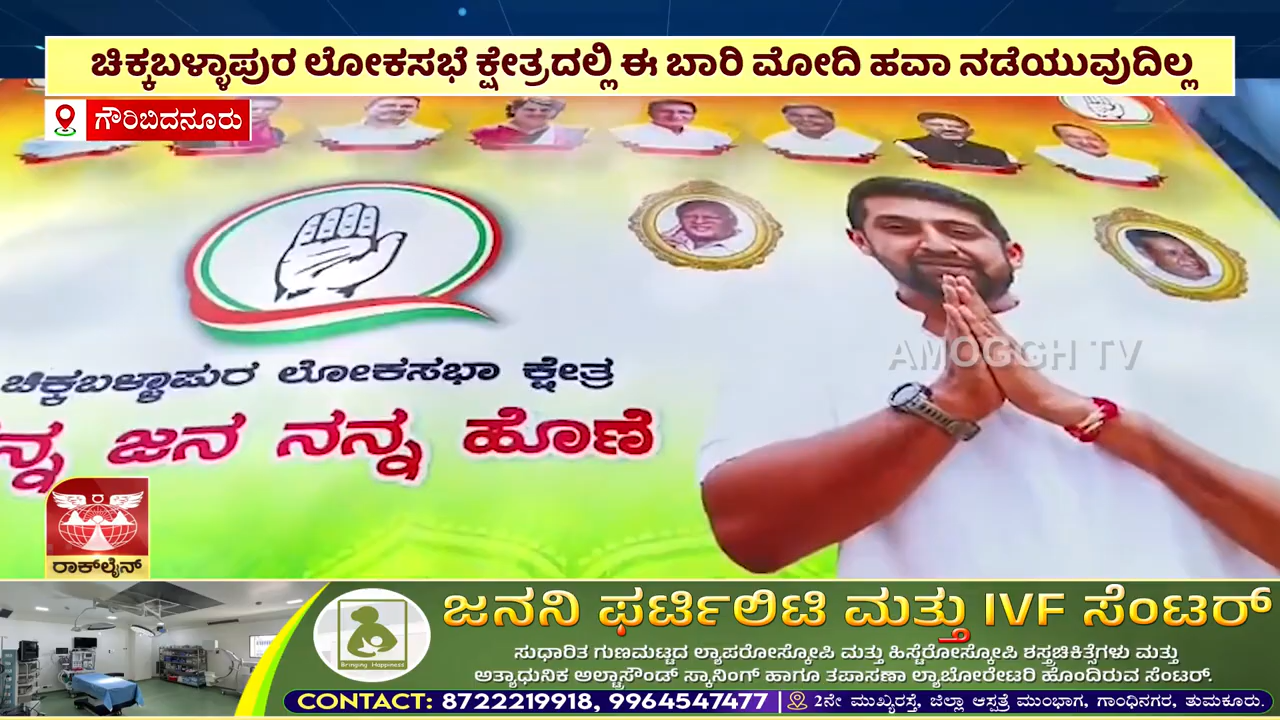 ಚಿಕ್ಕಬಳ್ಳಾಪುರ ಲೋಕಸಭೆ ಕ್ಷೇತ್ರದಲ್ಲಿ ಈ ಬಾರಿ ಮೋದಿ ಹವಾ ನಡೆಯುವುದಿಲ್ಲ
ಗೌರಿಬಿದನೂರು
AMOGGH TV
ಚಿಕ್ಕಬಳ್ಳಾಪುರ ಲೋಕಸಭಾ ಕ್ಷೇತ್ರ
ಜನ ನನ್ನ ಹೊಣೆ
ರಾಕ್‌ಲೈನ್
ಜನನಿ ಫರ್ಟಿಲಿಟಿ ಮತ್ತು IVF ಸೆಂಟರ್
Bringing Happiness
ಸುಧಾರಿತ ಗುಣಮಟ್ಟದ ಲ್ಯಾಪರೋಸ್ಕೋಪಿ ಮತ್ತು ಹಿಸ್ಟೆರೋಸ್ಕೋಪಿ ಶಸ್ತ್ರಚಿಕಿತ್ಸೆಗಳು ಮತ್ತು
ಅತ್ಯಾಧುನಿಕ ಅಲ್ಟ್ರಾಸೌಂಡ್ ಸ್ಕ್ಯಾನಿಂಗ್ ಹಾಗೂ ತಪಾಸಣಾ ಲ್ಯಾಬೋರೇಟರಿ ಹೊಂದಿರುವ ಸೆಂಟರ್.
CONTACT: 8722219918, 9964547477
2ನೇ ಮುಖ್ಯರಸ್ತೆ, ಜಿಲ್ಲಾ ಆಸ್ಪತ್ರೆ ಮುಂಭಾಗ, ಗಾಂಧಿನಗರ, ತುಮಕೂರು.